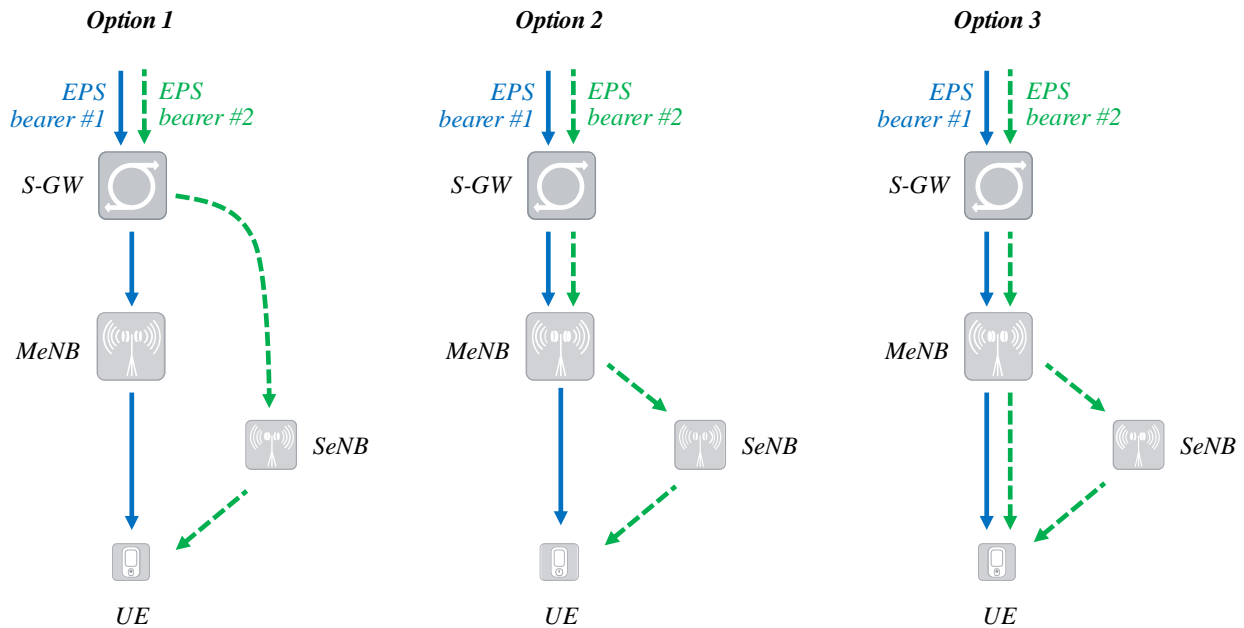 Option 1
EPS
bearer #1
EPS
bearer #2
S-GW
MeNB
SeNB
UE
Option 2
EPS
bearer #1
EPS
bearer #2
S-GW
MeNB
SeNB
UE
Option 3
EPS
bearer #1
EPS
bearer #2
S-GW
MeNB
SeNB
UE